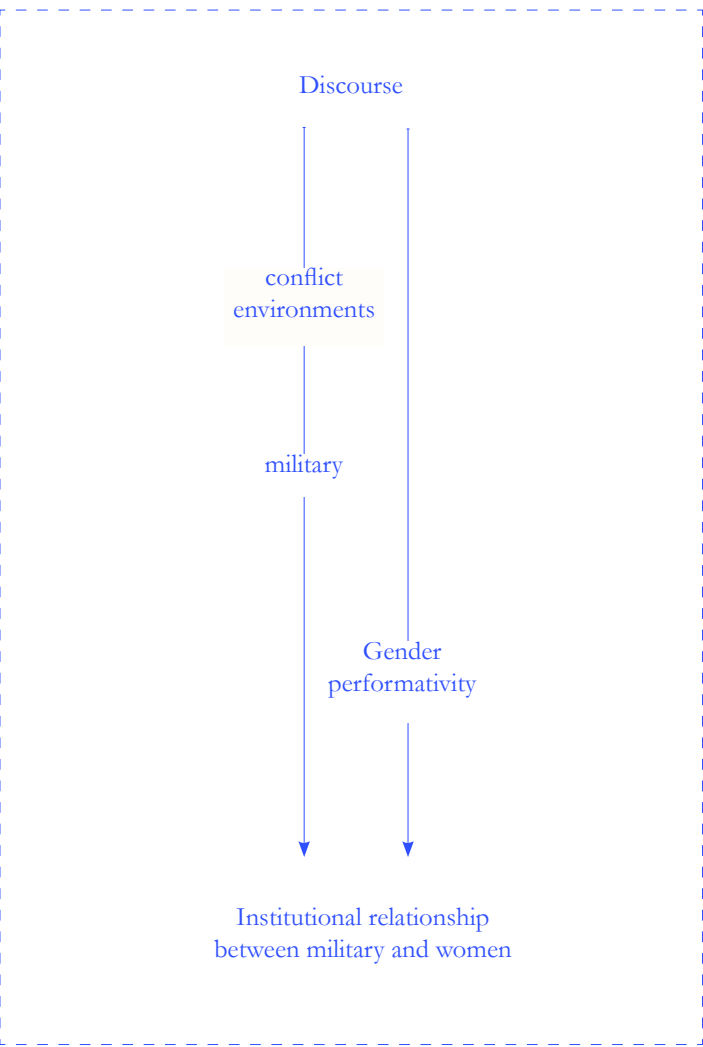 Discourse
conflict
environments
military
Gender
performativity
Institutional relationship
between military and women